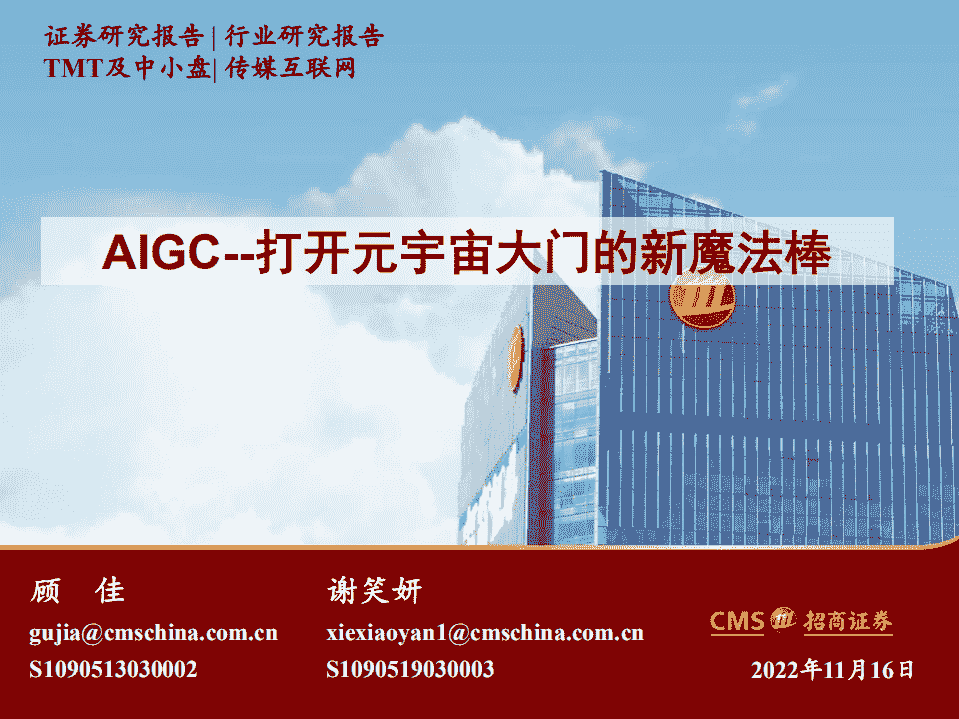 证券研究报告 | 行业研究报告
TMT及中小盘| 传媒互联网
AIGC--打开元宇宙大门的新魔法棒
顾 佳
gujia@cmschina.com.cn
S1090513030002
谢笑妍
xiexiaoyan1@cmschina.com.cn
S1090519030003
CMS 招商证券
2022年11月16日